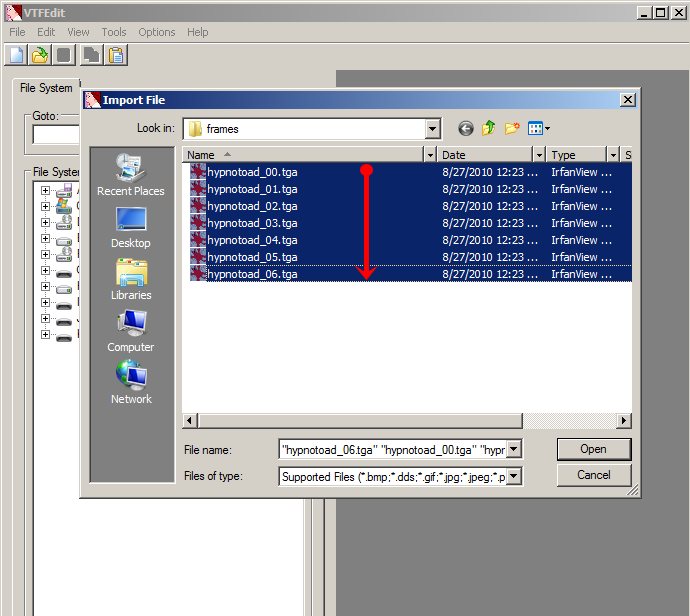 VTFEdit
File Edit View Tools Options Help
File System
Goto:
File System
Import File
Look in: frames
Name Date Type S
hypnotoad_00.tga 8/27/2010 12:23 ... IrfanView ...
hypnotoad_01.tga 8/27/2010 12:23 ... IrfanView ...
hypnotoad_02.tga 8/27/2010 12:23 ... IrfanView ...
hypnotoad_03.tga 8/27/2010 12:23 ... IrfanView ...
hypnotoad_04.tga 8/27/2010 12:23 ... IrfanView ...
hypnotoad_05.tga 8/27/2010 12:23 ... IrfanView ...
hypnotoad_06.tga 8/27/2010 12:23 ... IrfanView ...
Recent Places
Desktop
Libraries
Computer
Network
File name: "hypnotoad_06.tga" "hypnotoad_00.tga" "hypr
Open
Files of type: Supported Files (*.bmp;*.dds;*.gif;*.jpg;*.jpeg;*.p
Cancel